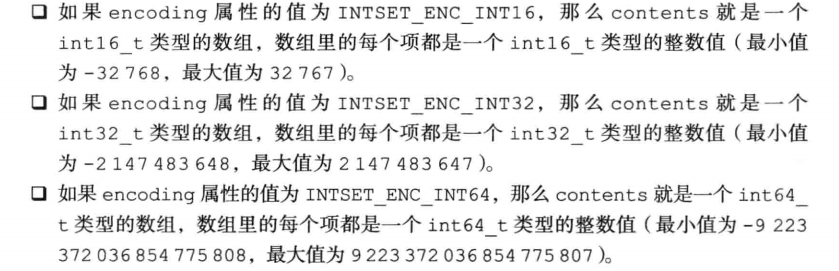 ❑ 如果 encoding 属性的值为 INTSET_ENC_INT16，那么 contents 就是一个
int16_t 类型的数组，数组里的每个项都是一个 int16_t 类型的整数值（最小值
为 -32 768，最大值为 32 767）。
❑ 如果 encoding 属性的值为 INTSET_ENC_INT32，那么 contents 就是一个
int32_t 类型的数组，数组里的每个项都是一个 int32_t 类型的整数值（最小值
为 -2 147 483 648，最大值为 2 147 483 647）。
❑ 如果 encoding 属性的值为 INTSET_ENC_INT64，那么 contents 就是一个 int64_
t 类型的数组，数组里的每个项都是一个 int64_t 类型的整数值（最小值为 -9 223
372 036 854 775 808，最大值为 9 223 372 036 854 775 807）。